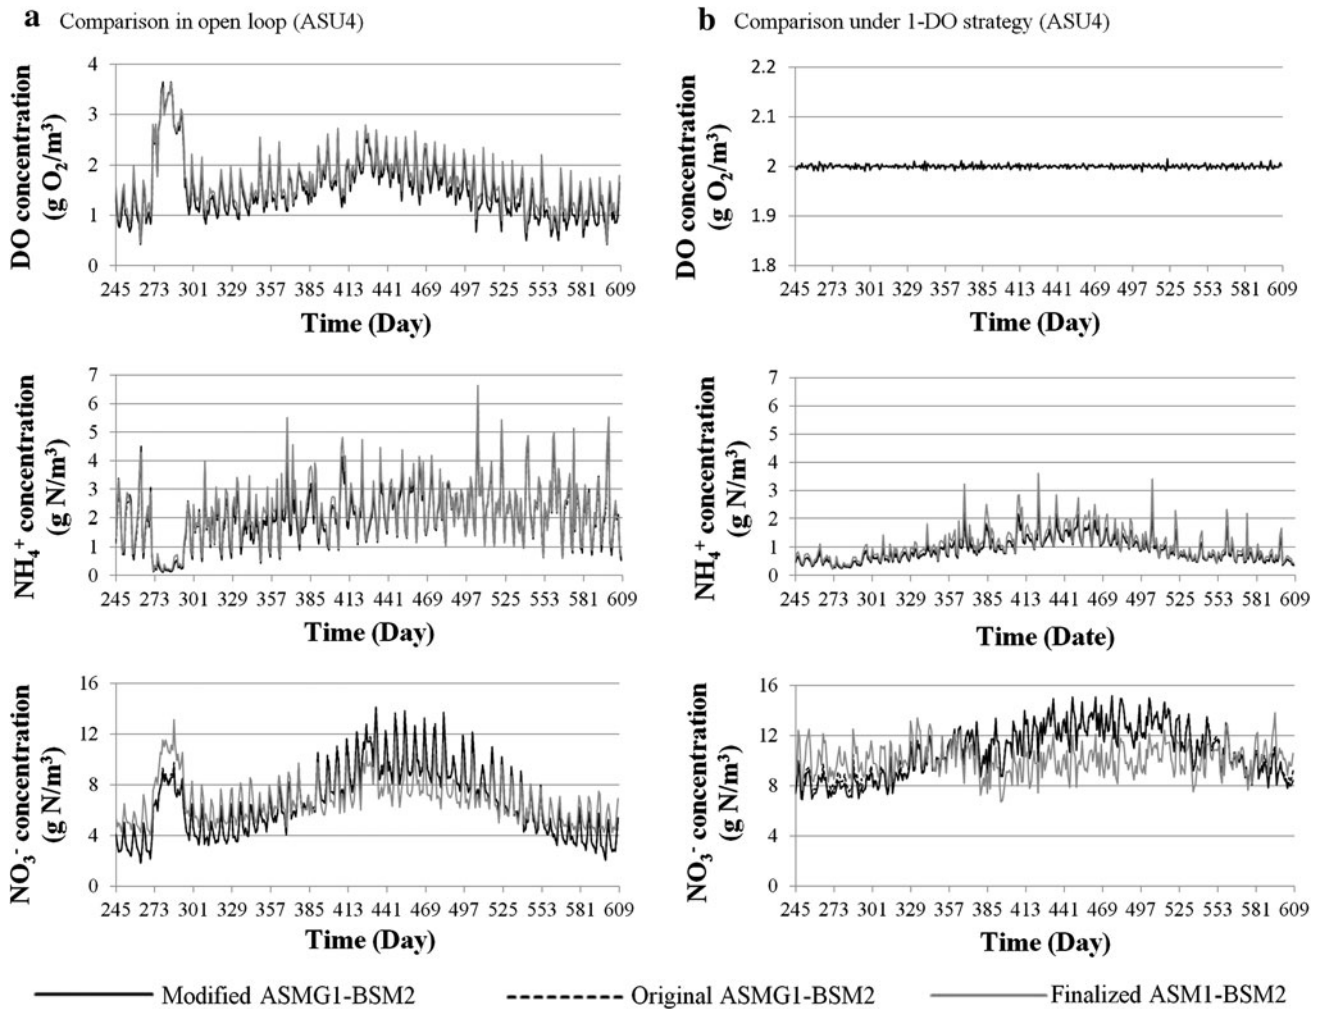 a Comparison in open loop (ASU4)
DO concentration
(g O₂/m³)
4
3
2
1
0
245 273 301 329 357 385 413 441 469 497 525 553 581 609
Time (Day)
NH₄⁺ concentration
(g N/m³)
7
6
5
4
3
2
1
0
245 273 301 329 357 385 413 441 469 497 525 553 581 609
Time (Day)
NO₃⁻ concentration
(g N/m³)
16
12
8
4
0
245 273 301 329 357 385 413 441 469 497 525 553 581 609
Time (Day)
b Comparison under 1-DO strategy (ASU4)
DO concentration
(g O₂/m³)
2.2
2.1
2
1.9
1.8
245 273 301 329 357 385 413 441 469 497 525 553 581 609
Time (Day)
NH₄⁺ concentration
(g N/m³)
7
6
5
4
3
2
1
0
245 273 301 329 357 385 413 441 469 497 525 553 581 609
Time (Date)
NO₃⁻ concentration
(g N/m³)
16
12
8
4
0
245 273 301 329 357 385 413 441 469 497 525 553 581 609
Time (Day)
Modified ASMG1-BSM2
Original ASMG1-BSM2
Finalized ASM1-BSM2